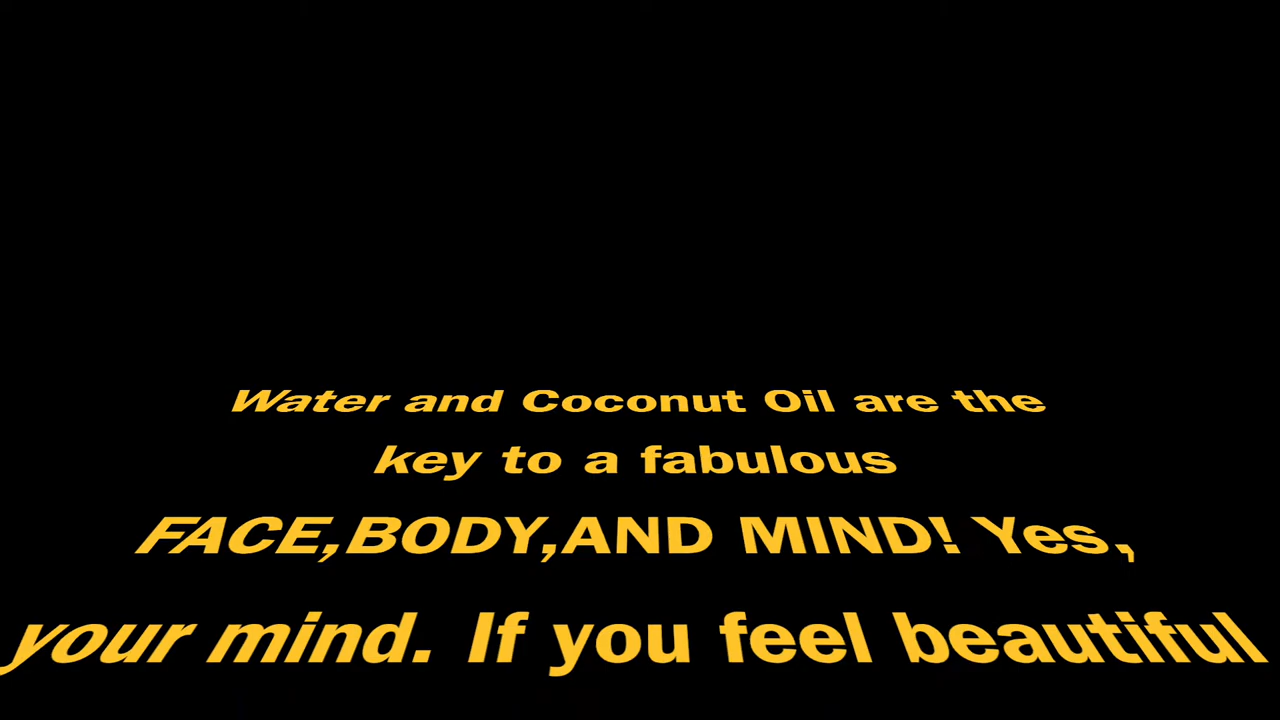 Water and Coconut Oil are the
key to a fabulous
FACE,BODY,AND MIND! Yes,
your mind. If you feel beautiful